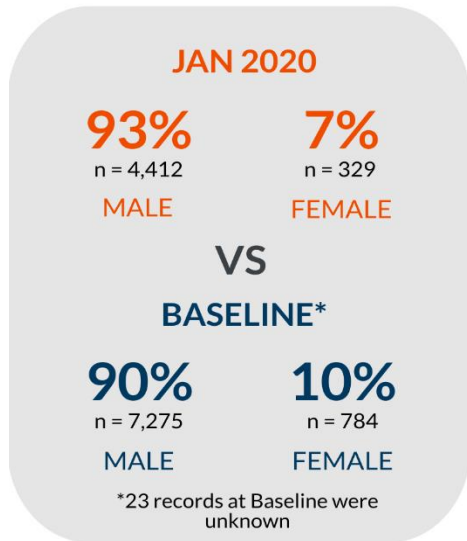 JAN 2020
93% 7%
n = 4,412 n = 329
MALE FEMALE
VS
BASELINE*
90% 10%
n = 7,275 n = 784
MALE FEMALE
*23 records at Baseline were
unknown